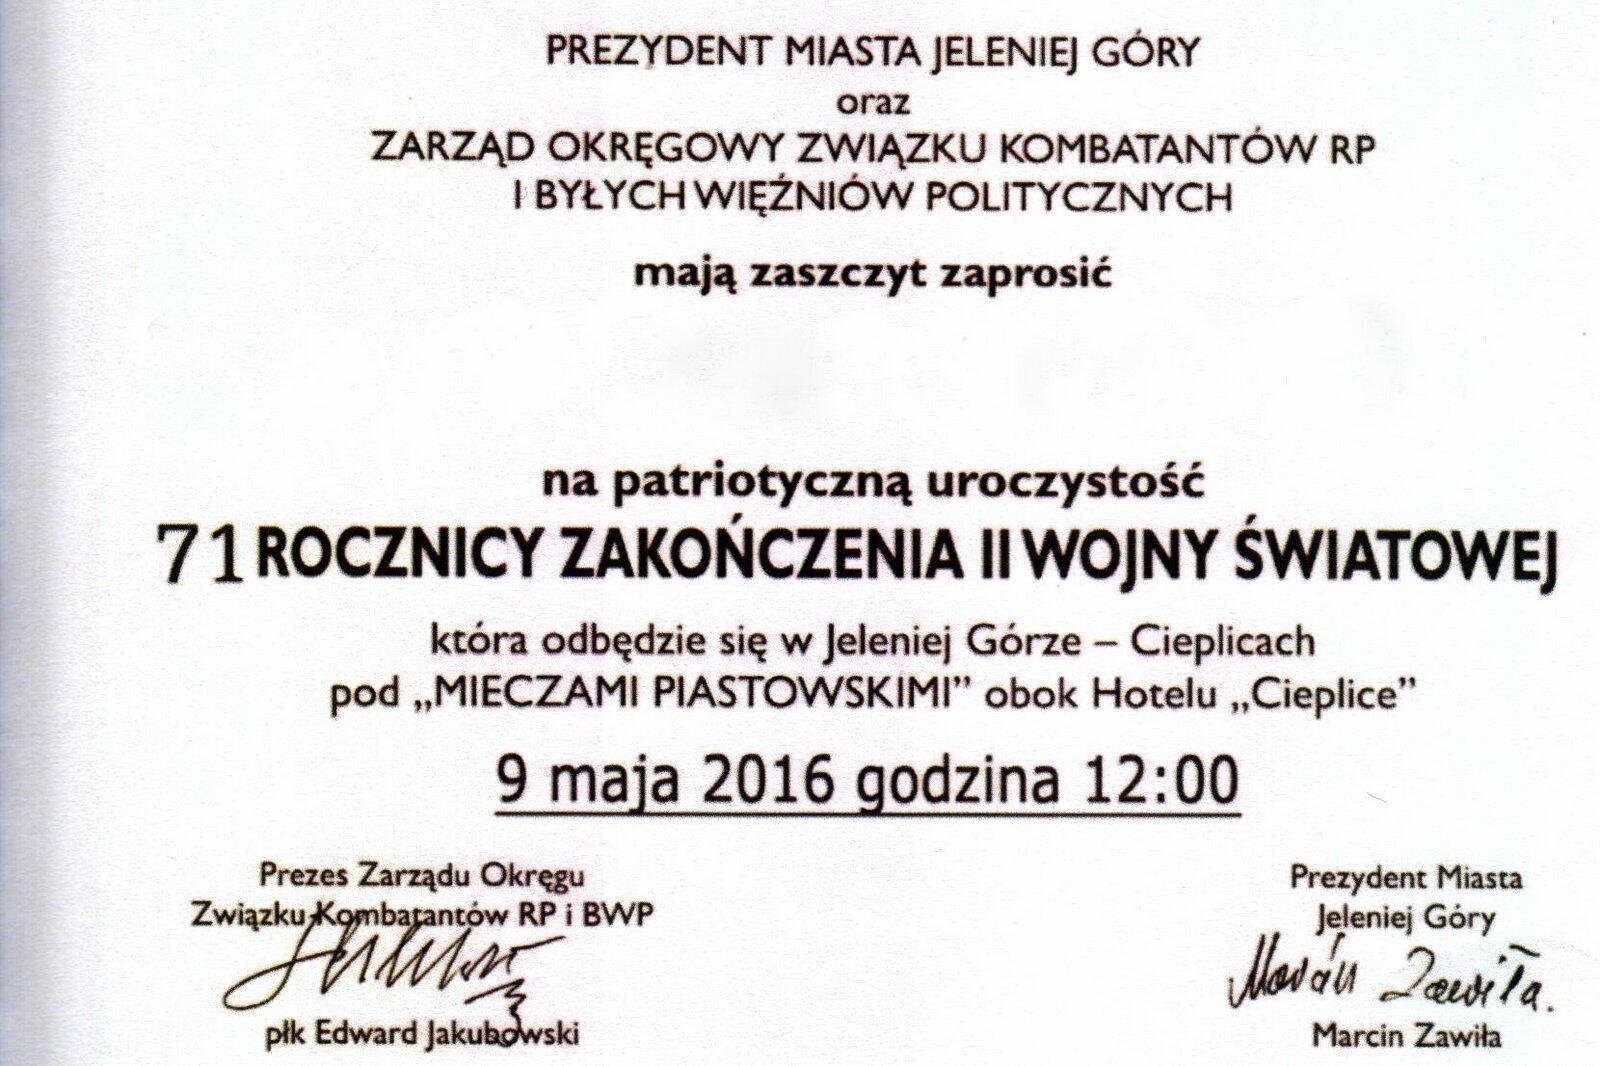 PREZYDENT MIASTA JELENIEJ GÓRY
oraz
ZARZĄD OKRĘGOWY ZWIĄZKU KOMBATANTÓW RP
I BYŁYCH WIĘŹNIÓW POLITYCZNYCH
mają zaszczyt zaprosić
na patriotyczną uroczystość
71 ROCZNICY ZAKOŃCZENIA II WOJNY ŚWIATOWEJ
która odbędzie się w Jeleniej Górze – Cieplicach
pod „MIECZAMI PIASTOWSKIMI” obok Hotelu „Cieplice”
9 maja 2016 godzina 12:00
Prezes Zarządu Okręgu
Związku Kombatantów RP i BWP
płk Edward Jakubowski
Prezydent Miasta
Jeleniej Góry
Zawiła.
Marcin Zawiła